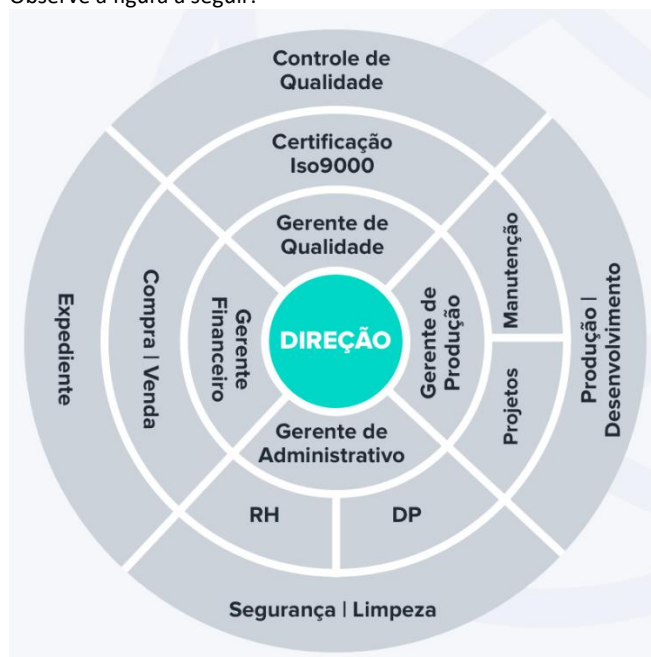 Observe a figura a seguir:
Controle de
Qualidade
Certificação
Iso9000
Gerente de
Qualidade
Expediente
Compra | Venda
Gerente
Financeiro
DIREÇÃO
Gerente de
Produção
Manutenção
Projetos
Produção |
Desenvolvimento
Gerente de
Administrativo
RH
DP
Segurança | Limpeza